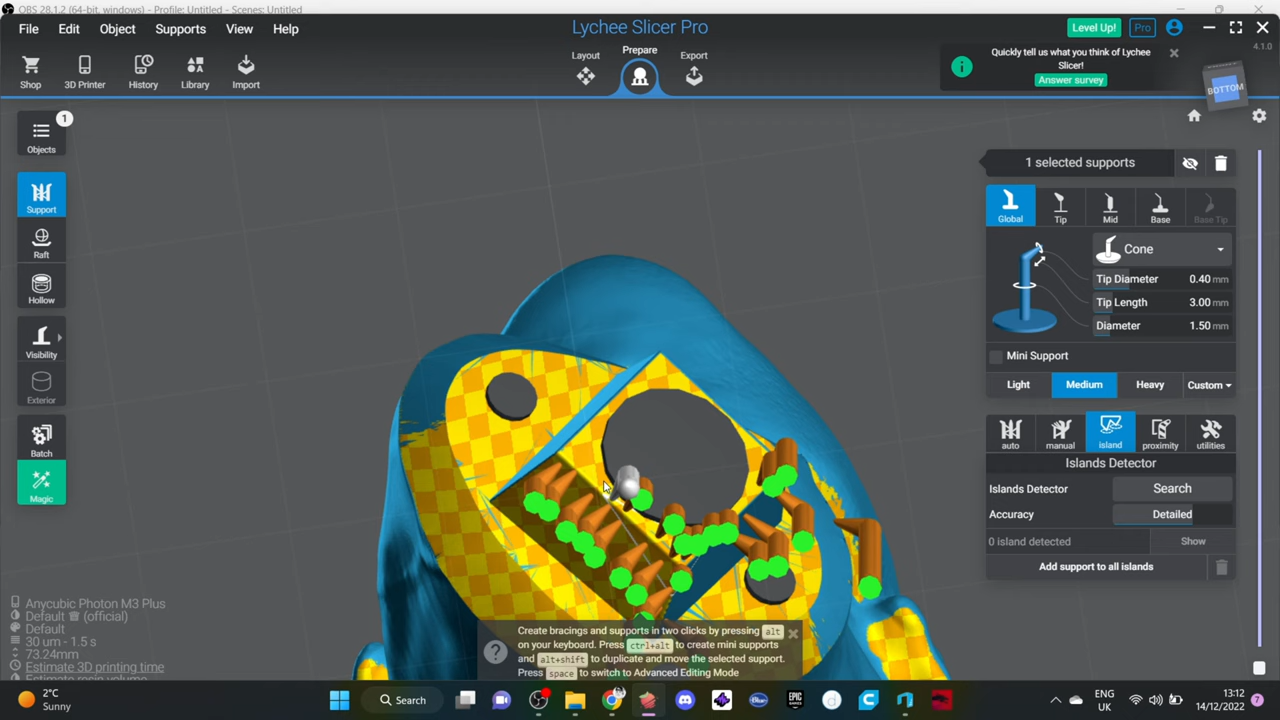 OBS 28.1.2 (64-bit, windows) - Profile: Untitled - Scenes: Untitled
File Edit Object Supports View Help
Lychee Slicer Pro
Level Up! Pro
4.1.0
Shop 3D Printer History Library Import
Layout Prepare Export
Quickly tell us what you think of Lychee
Slicer!
Answer survey
BOTTOM
1
Objects
Support
Raft
Hollow
Visibility
Exterior
Batch
Magic
1 selected supports
Global Tip Mid Base Base Tip
Cone
Tip Diameter 0.40 mm
Tip Length 3.00 mm
Diameter 1.50 mm
Mini Support
Light Medium Heavy Custom
auto manual island proximity utilities
Islands Detector
Islands Detector Search
Accuracy Detailed
0 island detected Show
Add support to all islands
Anycubic Photon M3 Plus
Default (official)
Default
30 um - 1.5 s
73.24mm
Estimate 3D printing time
Estimate resin volume
? Create bracings and supports in two clicks by pressing alt
on your keyboard. Press ctrl+alt to create mini supports
and alt+shift to duplicate and move the selected support.
Press space to switch to Advanced Editing Mode
2°C
Sunny
Search
Blue
EPIC
GAMES
ENG
UK
13:12
14/12/2022
7